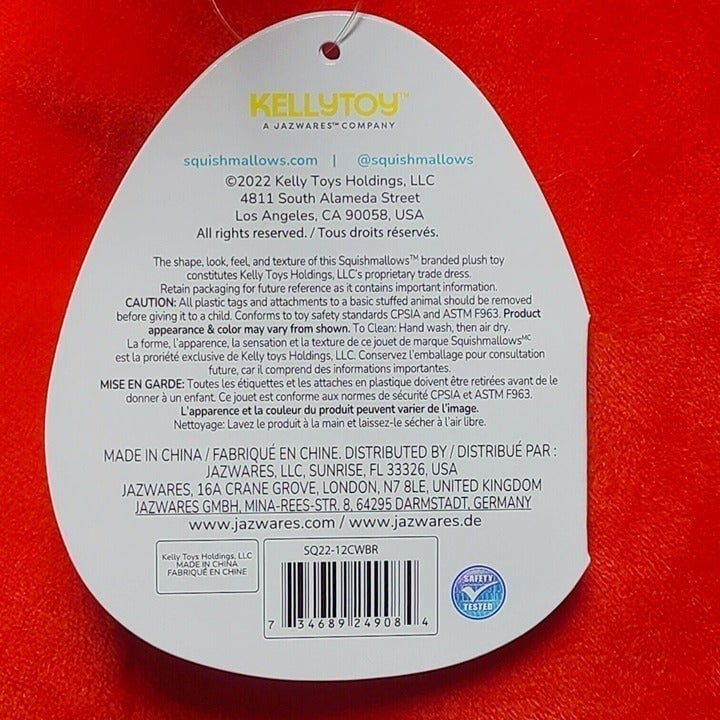 KELLYTOY™
A JAZWARES™ COMPANY
squishmallows.com | @squishmallows
©2022 Kelly Toys Holdings, LLC
4811 South Alameda Street
Los Angeles, CA 90058, USA
All rights reserved. / Tous droits réservés.
The shape, look, feel, and texture of this Squishmallows™ branded plush toy
constitutes Kelly Toys Holdings, LLC's proprietary trade dress.
Retain packaging for future reference as it contains important information.
CAUTION: All plastic tags and attachments to a basic stuffed animal should be removed
before giving it to a child. Conforms to toy safety standards CPSIA and ASTM F963. Product
appearance & color may vary from shown. To Clean: Hand wash, then air dry.
La forme, l'apparence, la sensation et la texture de ce jouet de marque Squishmallowsᴹᶜ
est la proriété exclusive de Kelly toys Holdings, LLC. Conservez l'emballage pour consultation
future, car il comprend des informations importantes.
MISE EN GARDE: Toutes les étiquettes et les attaches en plastique doivent être retirées avant de le
donner à un enfant. Ce jouet est conforme aux normes de sécurité CPSIA et ASTM F963.
L'apparence et la couleur du produit peuvent varier de l'image.
Nettoyage: Lavez le produit à la main et laissez-le sécher à l'air libre.
MADE IN CHINA / FABRIQUÉ EN CHINE. DISTRIBUTED BY / DISTRIBUÉ PAR :
JAZWARES, LLC, SUNRISE, FL 33326, USA
JAZWARES, 16A CRANE GROVE, LONDON, N7 8LE, UNITED KINGDOM
JAZWARES GMBH, MINA-REES-STR. 8, 64295 DARMSTADT, GERMANY
www.jazwares.com / www.jazwares.de
Kelly Toys Holdings, LLC
MADE IN CHINA
FABRIQUÉ EN CHINE
SQ22-12CWBR
7 34689 24908 4
SAFETY
TESTED